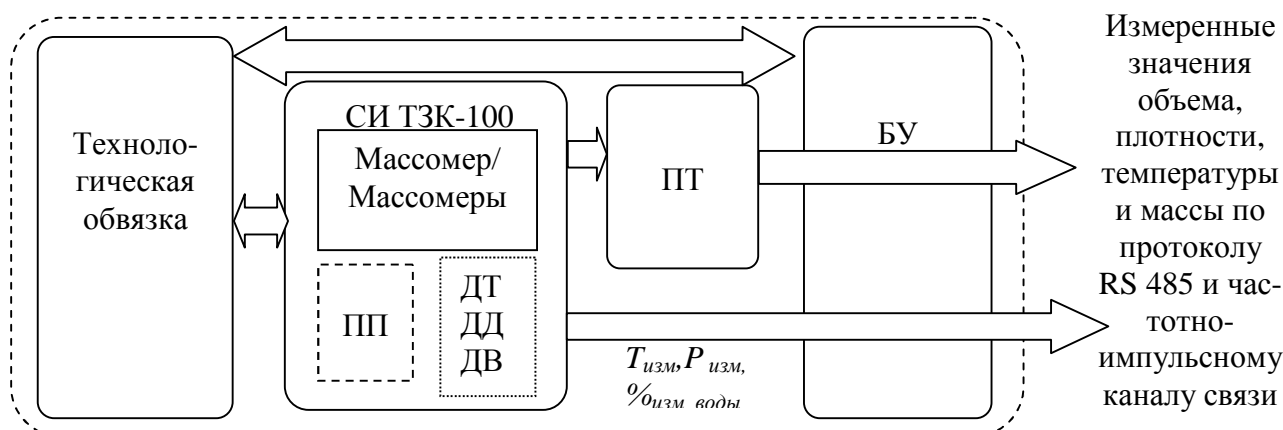 Техноло-
гическая
обвязка
СИ ТЗК-100
Массомер/
Массомеры
ПП
ДТ
ДД
ДВ
ПТ
Tизм,P изм,
%изм воды
БУ
Измеренные
значения
объема,
плотности,
температуры
и массы по
протоколу
RS 485 и час-
тотно-
импульсному
каналу связи